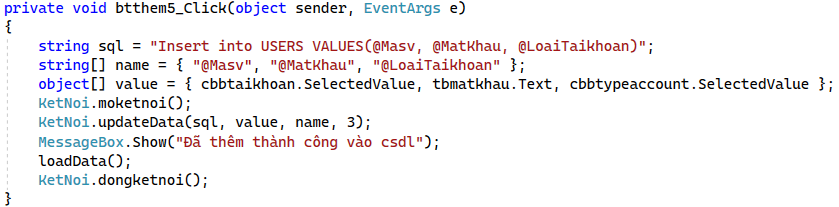 private void btthem5_Click(object sender, EventArgs e)
{
    string sql = "Insert into USERS VALUES(@Masv, @Matkhau, @LoaiTaikhoan)";
    string[] name = { "@Masv", "@Matkhau", "@LoaiTaikhoan" };
    object[] value = { cbbtaikhoan.SelectedValue, tbmatkhau.Text, cbbtypeaccount.SelectedValue };
    KetNoi.moketnoi();
    KetNoi.updateData(sql, value, name, 3);
    MessageBox.Show("Đã thêm thành công vào csdl");
    loadData();
    KetNoi.dongketnoi();
}